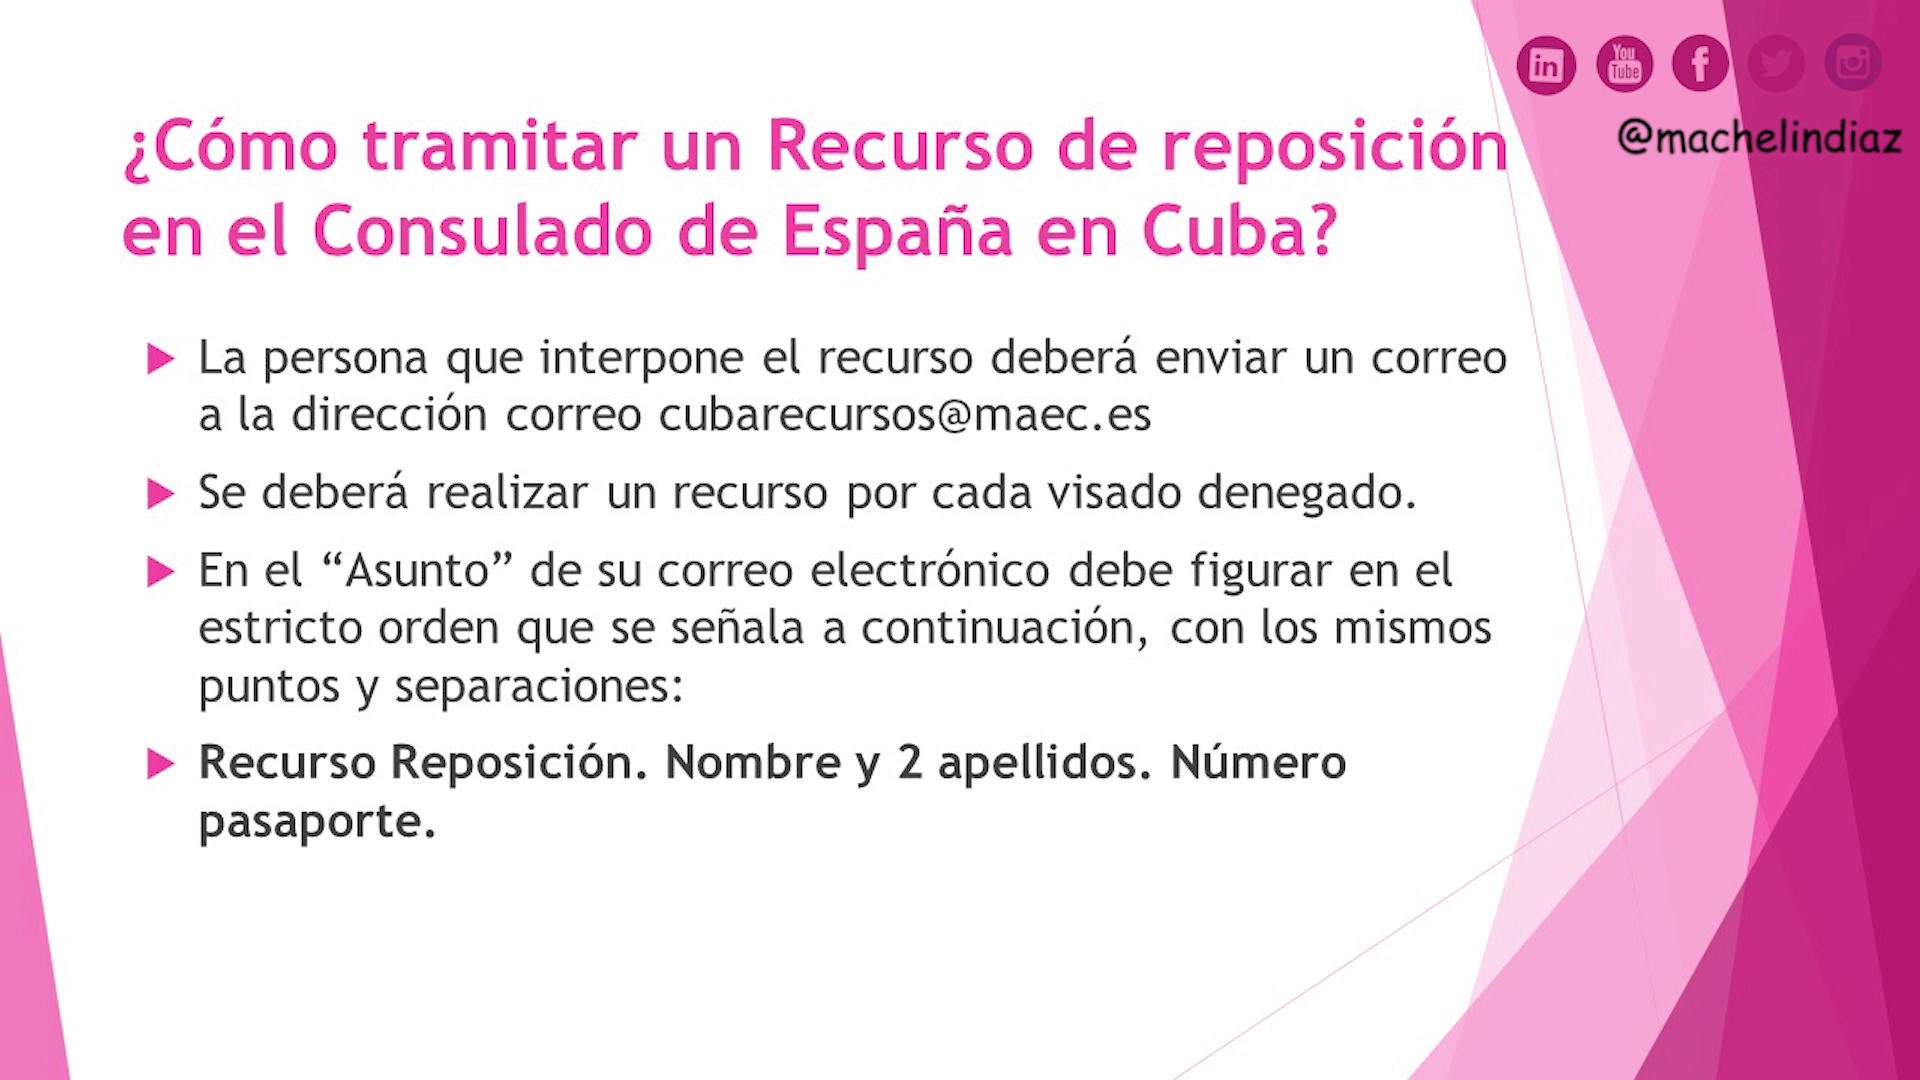 in
You
Tube
f
@machelindiaz
¿Cómo tramitar un Recurso de reposición
en el Consulado de España en Cuba?
La persona que interpone el recurso deberá enviar un correo
a la dirección correo cubarecursos@maec.es
Se deberá realizar un recurso por cada visado denegado.
En el “Asunto” de su correo electrónico debe figurar en el
estricto orden que se señala a continuación, con los mismos
puntos y separaciones:
Recurso Reposición. Nombre y 2 apellidos. Número
pasaporte.